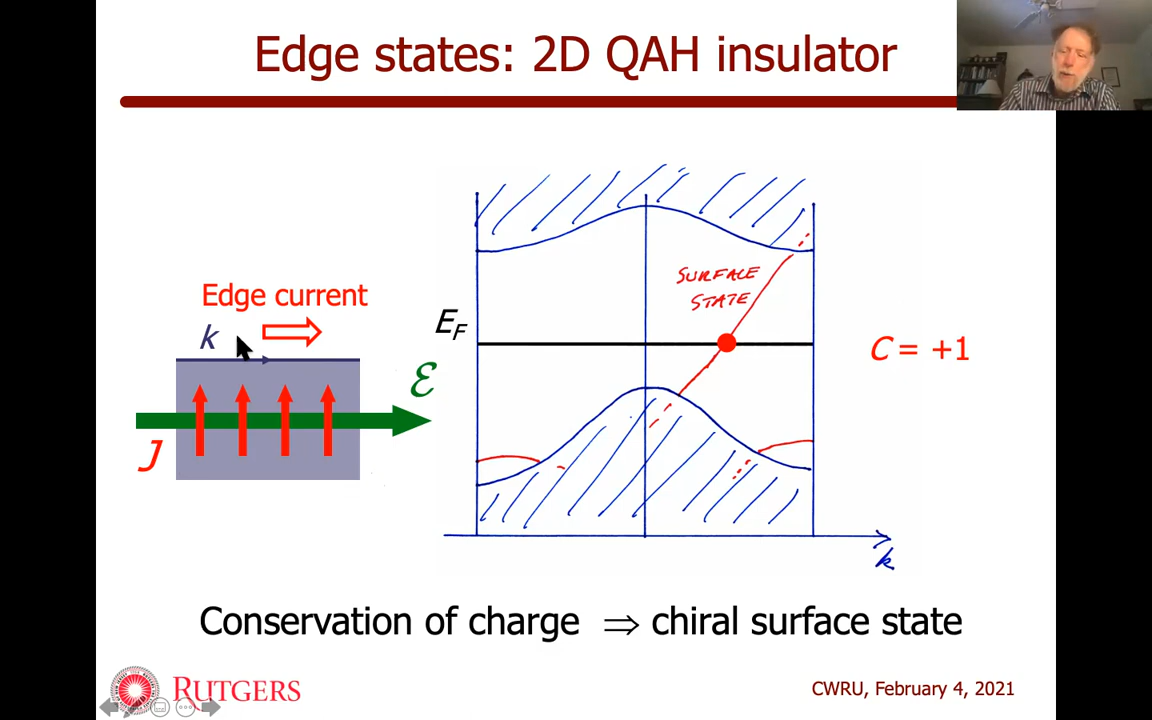 Edge states: 2D QAH insulator
Edge current
k
ℰ
J
E_F
SURFACE
STATE
k
C = +1
Conservation of charge ⇒ chiral surface state
RUTGERS
CWRU, February 4, 2021